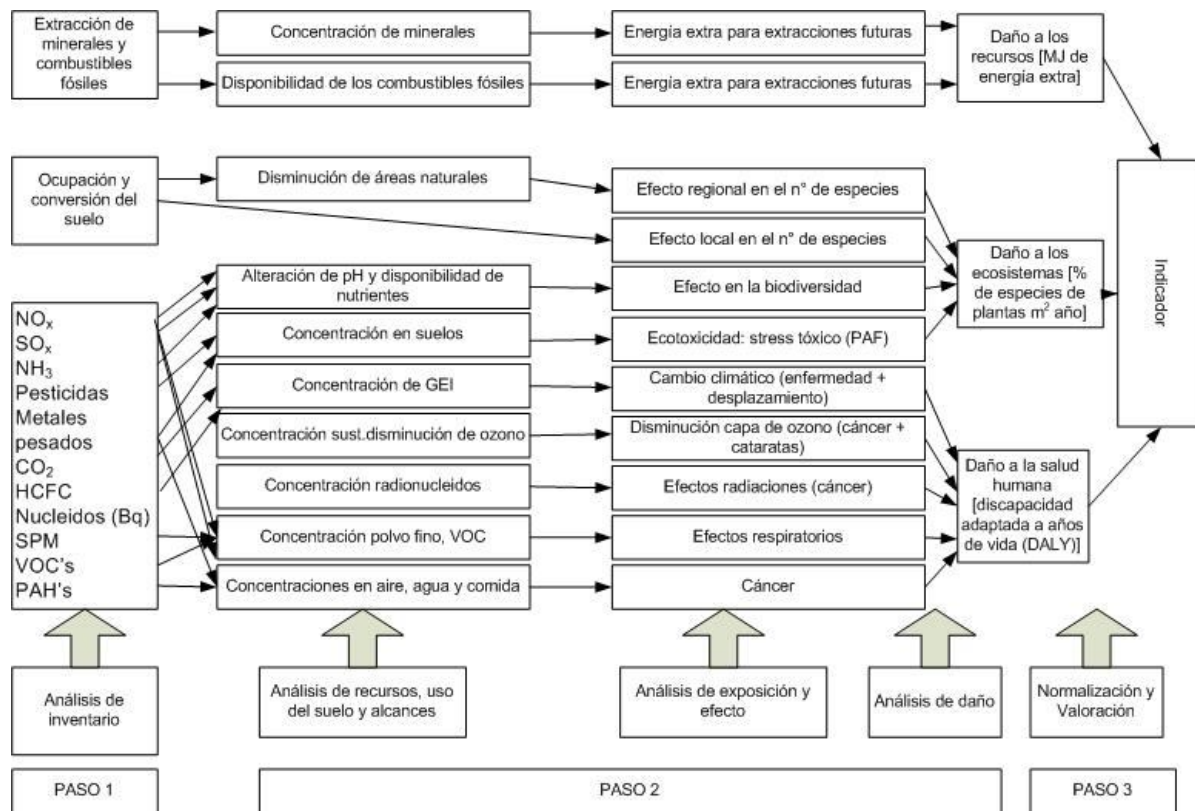 Extracción de
minerales y
combustibles
fósiles
Concentración de minerales
Energía extra para extracciones futuras
Disponibilidad de los combustibles fósiles
Energía extra para extracciones futuras
Daño a los
recursos [MJ de
energía extra]
Ocupación y
conversión del
suelo
Disminución de áreas naturales
Efecto regional en el n° de especies
Efecto local en el n° de especies
Alteración de pH y disponibilidad de
nutrientes
Efecto en la biodiversidad
Concentración en suelos
Ecotoxicidad: stress tóxico (PAF)
Daño a los
ecosistemas [%
de especies de
plantas m² año]
Indicador
NOₓ
SOₓ
NH₃
Pesticidas
Metales
pesados
CO₂
HCFC
Nucleidos (Bq)
SPM
VOC's
PAH's
Concentración de GEI
Cambio climático (enfermedad +
desplazamiento)
Concentración sust.disminución de ozono
Disminución capa de ozono (cáncer +
cataratas)
Concentración radionucleidos
Efectos radiaciones (cáncer)
Concentración polvo fino, VOC
Efectos respiratorios
Concentraciones en aire, agua y comida
Cáncer
Daño a la salud
humana
[discapacidad
adaptada a años
de vida (DALY)]
Análisis de
inventario
Análisis de recursos, uso
del suelo y alcances
Análisis de exposición y
efecto
Análisis de daño
Normalización y
Valoración
PASO 1
PASO 2
PASO 3